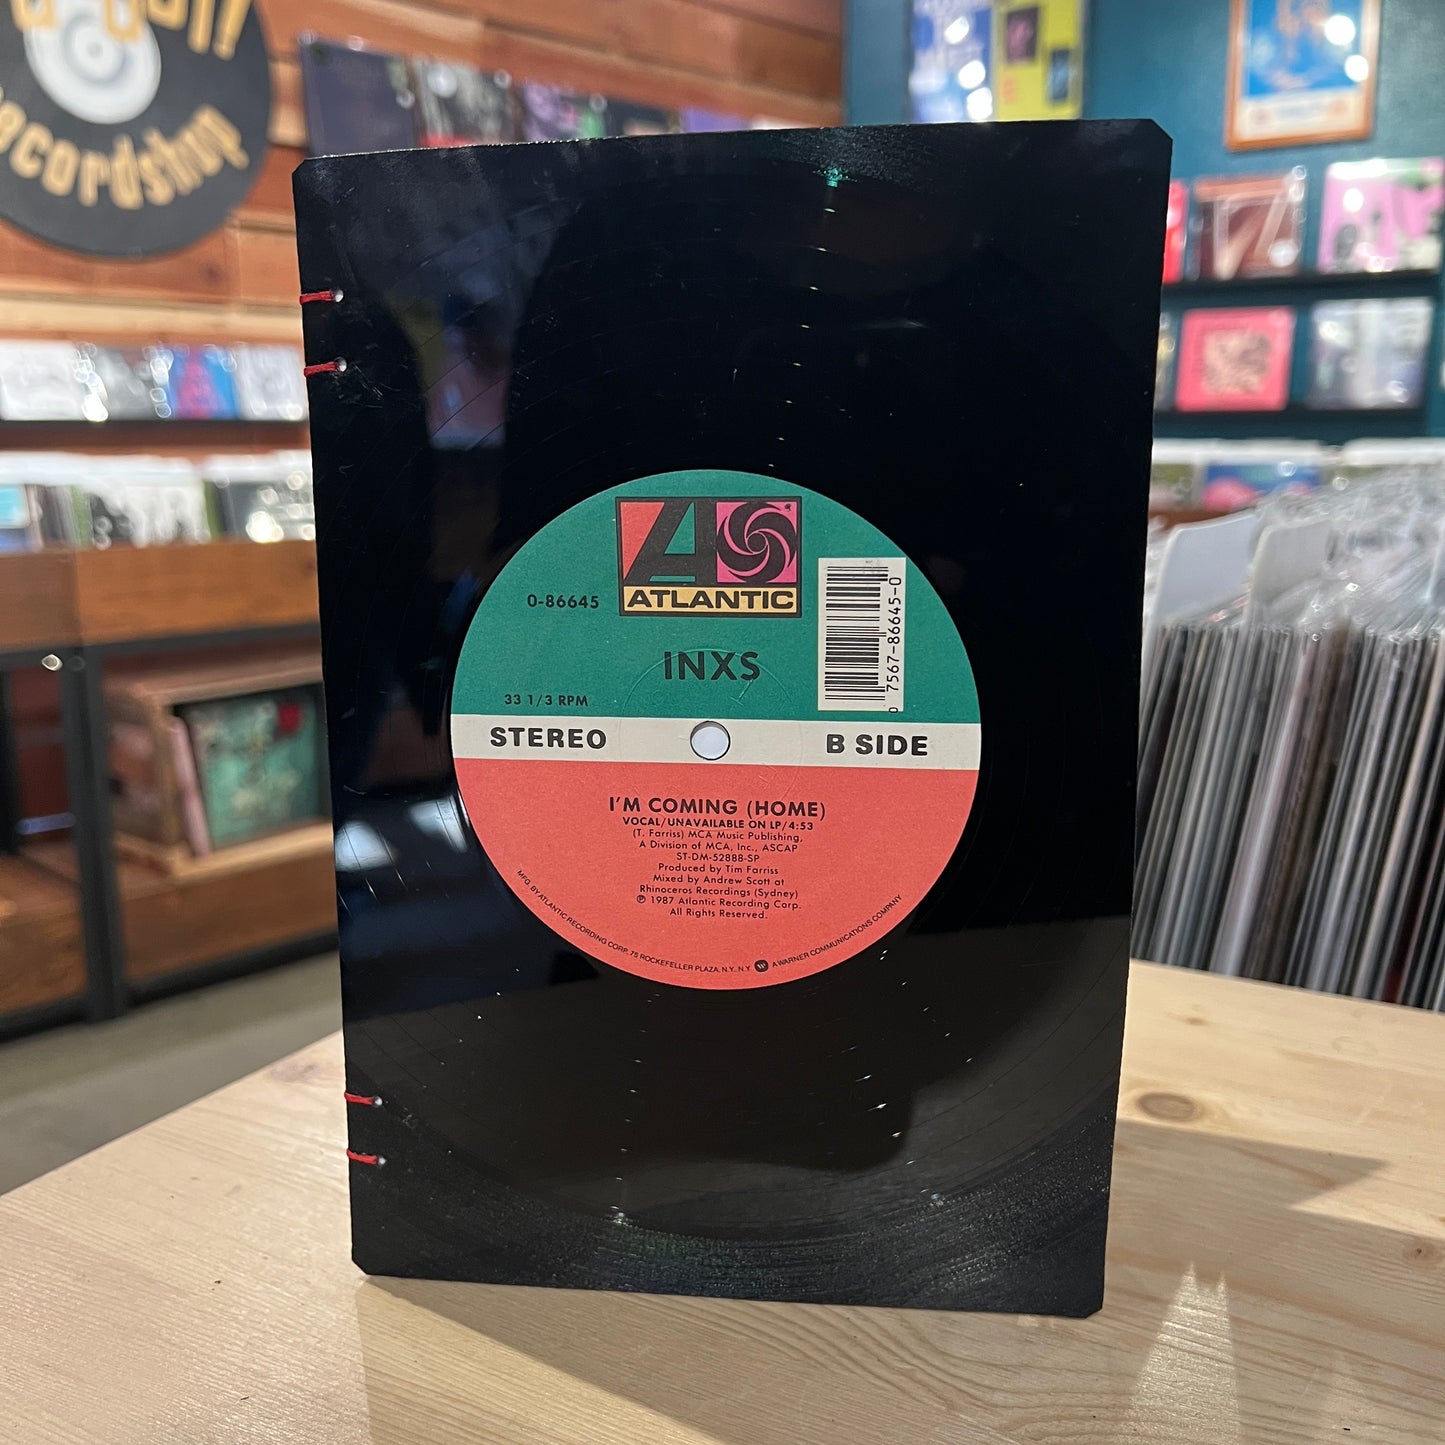 recordshop
ATLANTIC
0-86645
0 7567-86645-0
INXS
33 1/3 RPM
STEREO
B SIDE
I'M COMING (HOME)
VOCAL/UNAVAILABLE ON LP/4:53
(T. Farriss) MCA Music Publishing,
A Division of MCA, Inc., ASCAP
ST-DM-52888-SP
Produced by Tim Farriss
Mixed by Andrew Scott at
Rhinoceros Recordings (Sydney)
℗ 1987 Atlantic Recording Corp.
All Rights Reserved.
MFG. BY ATLANTIC RECORDING CORP. 75 ROCKEFELLER PLAZA, N.Y., N.Y. A WARNER COMMUNICATIONS COMPANY